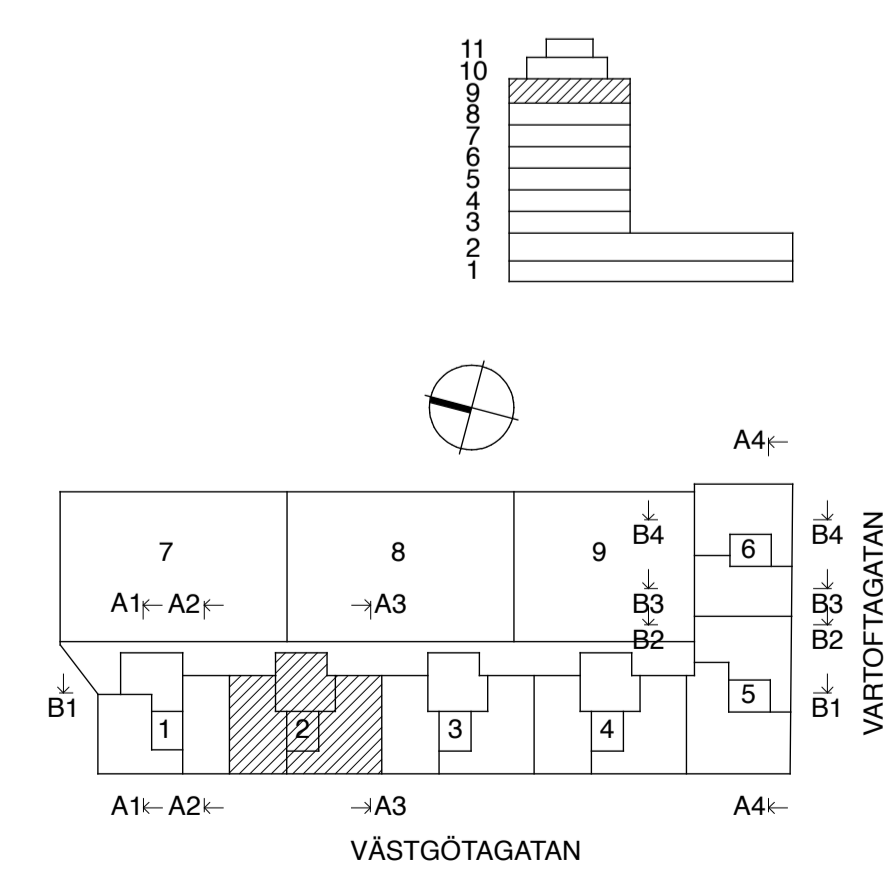 11
10
9
8
7
6
5
4
3
2
1
A4
7 8 9 B4 6 B4
A1 A2 A3 B3 B3
B2 B2
B1 1 2 3 4 5 B1
A1 A2 A3 A4
VÄSTGÖTAGATAN
VARTOFTAGATAN